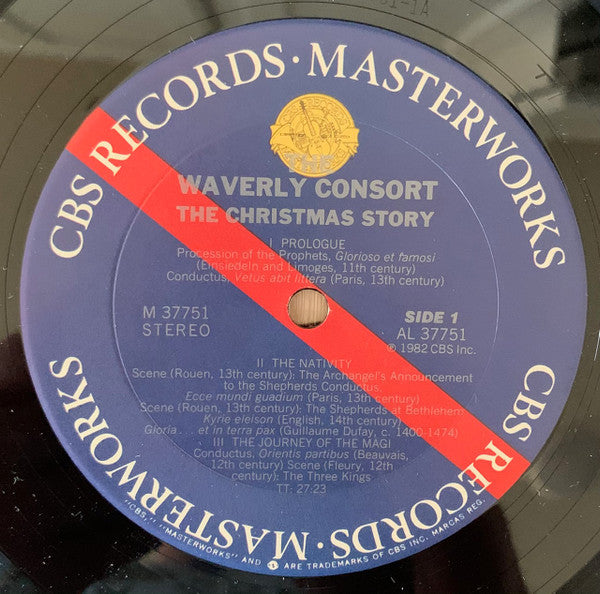 CBS RECORDS · MASTERWORKS
THE
WAVERLY CONSORT
THE CHRISTMAS STORY
I PROLOGUE
Procession of the Prophets, Glorioso et famosi
(Einsiedeln and Limoges, 11th century)
Conductus, Vetus abit littera (Paris, 13th century)
M 37751
STEREO
SIDE 1
AL 37751
℗ 1982 CBS Inc.
II THE NATIVITY
Scene (Rouen, 13th century): The Archangel's Announcement
to the Shepherds Conductus,
Ecce mundi guadium (Paris, 13th century)
Scene (Rouen, 13th century): The Shepherds at Bethlehem
Kyrie eleison (English, 14th century)
Gloria... et in terra pax (Guillaume Dufay, c. 1400-1474)
III THE JOURNEY OF THE MAGI
Conductus, Orientis partibus (Beauvais,
12th century) Scene (Fleury, 12th
century): The Three Kings
TT: 27:23
CBS RECORDS · MASTERWORKS
"CBS," "MASTERWORKS" AND ARE TRADEMARKS OF CBS INC. MARCAS REG.